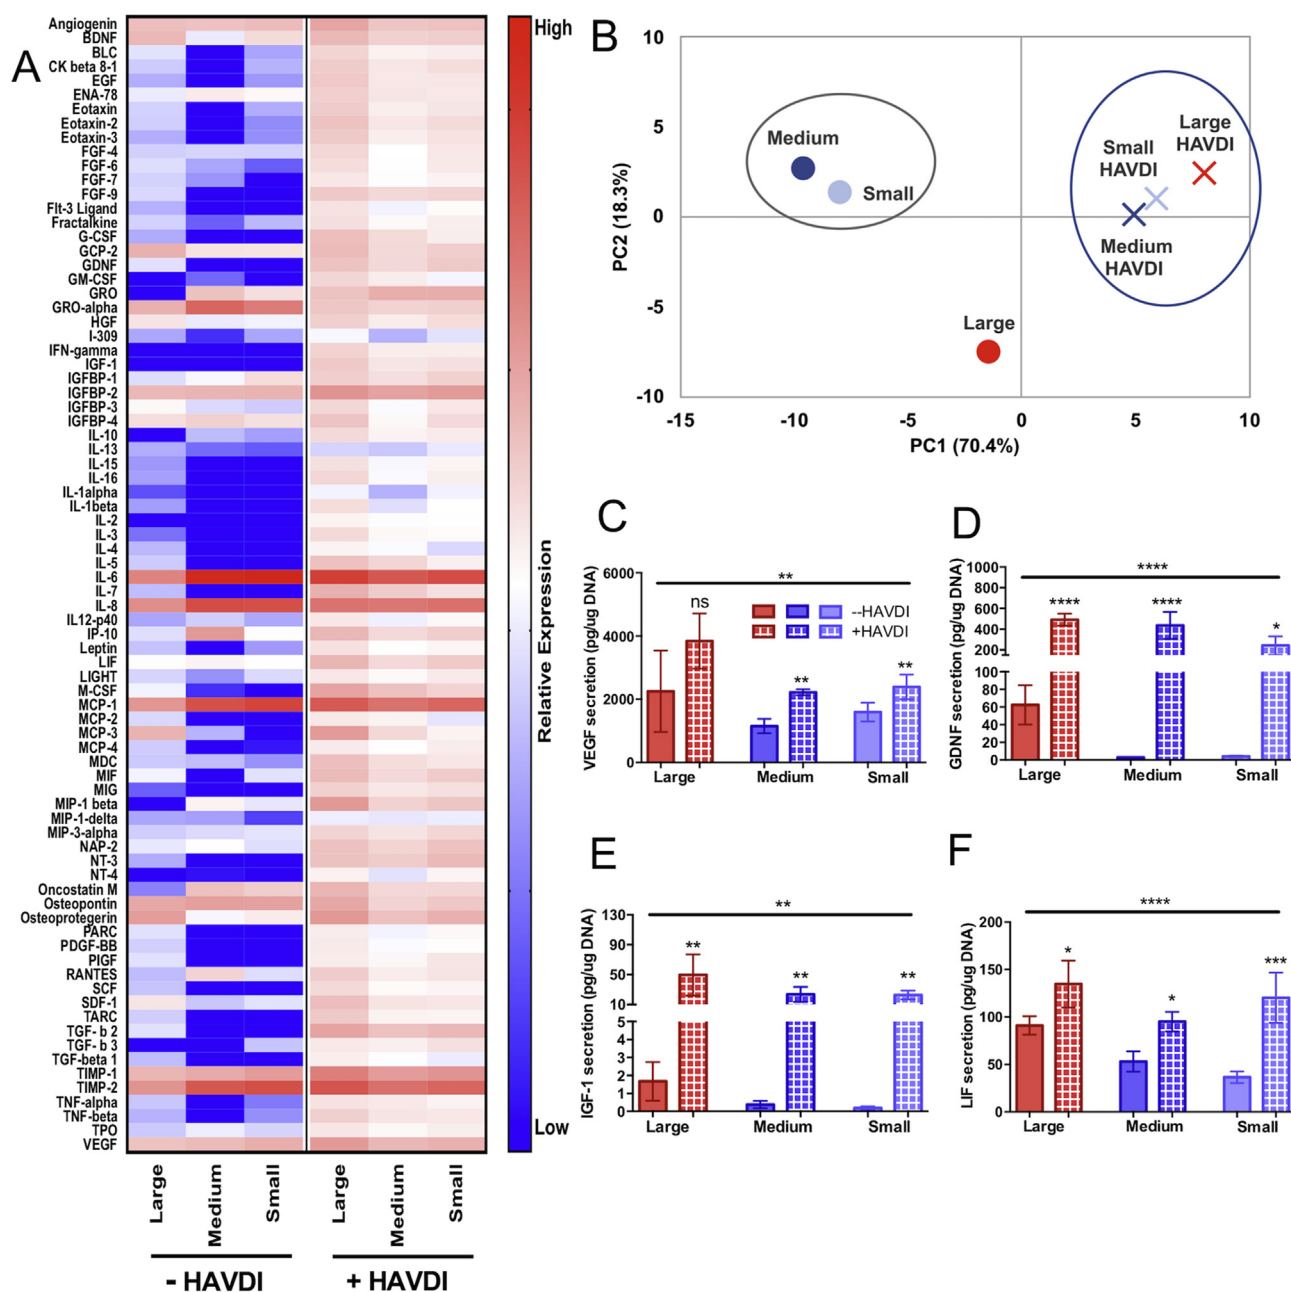 A
Angiogenin
BDNF
BLC
CK beta 8-1
EGF
ENA-78
Eotaxin
Eotaxin-2
Eotaxin-3
FGF-4
FGF-6
FGF-7
FGF-9
Flt-3 Ligand
Fractalkine
G-CSF
GCP-2
GDNF
GM-CSF
GRO
GRO-alpha
HGF
I-309
IFN-gamma
IGF-1
IGFBP-1
IGFBP-2
IGFBP-3
IGFBP-4
IL-10
IL-13
IL-15
IL-16
IL-1alpha
IL-1beta
IL-2
IL-3
IL-4
IL-5
IL-6
IL-7
IL-8
IL12-p40
IP-10
Leptin
LIF
LIGHT
M-CSF
MCP-1
MCP-2
MCP-3
MCP-4
MDC
MIF
MIG
MIP-1 beta
MIP-1-delta
MIP-3-alpha
NAP-2
NT-3
NT-4
Oncostatin M
Osteopontin
Osteoprotegerin
PARC
PDGF-BB
PIGF
RANTES
SCF
SDF-1
TARC
TGF- b 2
TGF- b 3
TGF-beta 1
TIMP-1
TIMP-2
TNF-alpha
TNF-beta
TPO
VEGF
Large Medium Small Large Medium Small
- HAVDI + HAVDI
High
Relative Expression
Low
B
PC2 (18.3%)
10
5
0
-5
-10
-15 -10 -5 0 5 10
PC1 (70.4%)
Medium
Small
Large
Small
HAVDI
Large
HAVDI
Medium
HAVDI
C
VEGF secretion (pg/ug DNA)
6000
4000
2000
0
**
ns
**
**
--HAVDI
+HAVDI
Large Medium Small
D
GDNF secretion (pg/ug DNA)
1000
800
600
400
200
100
80
60
40
20
0
****
**** **** *
Large Medium Small
E
IGF-1 secretion (pg/ug DNA)
130
90
50
10
5
4
3
2
1
0
**
** ** **
Large Medium Small
F
LIF secretion (pg/ug DNA)
200
150
100
50
0
****
* * ***
Large Medium Small